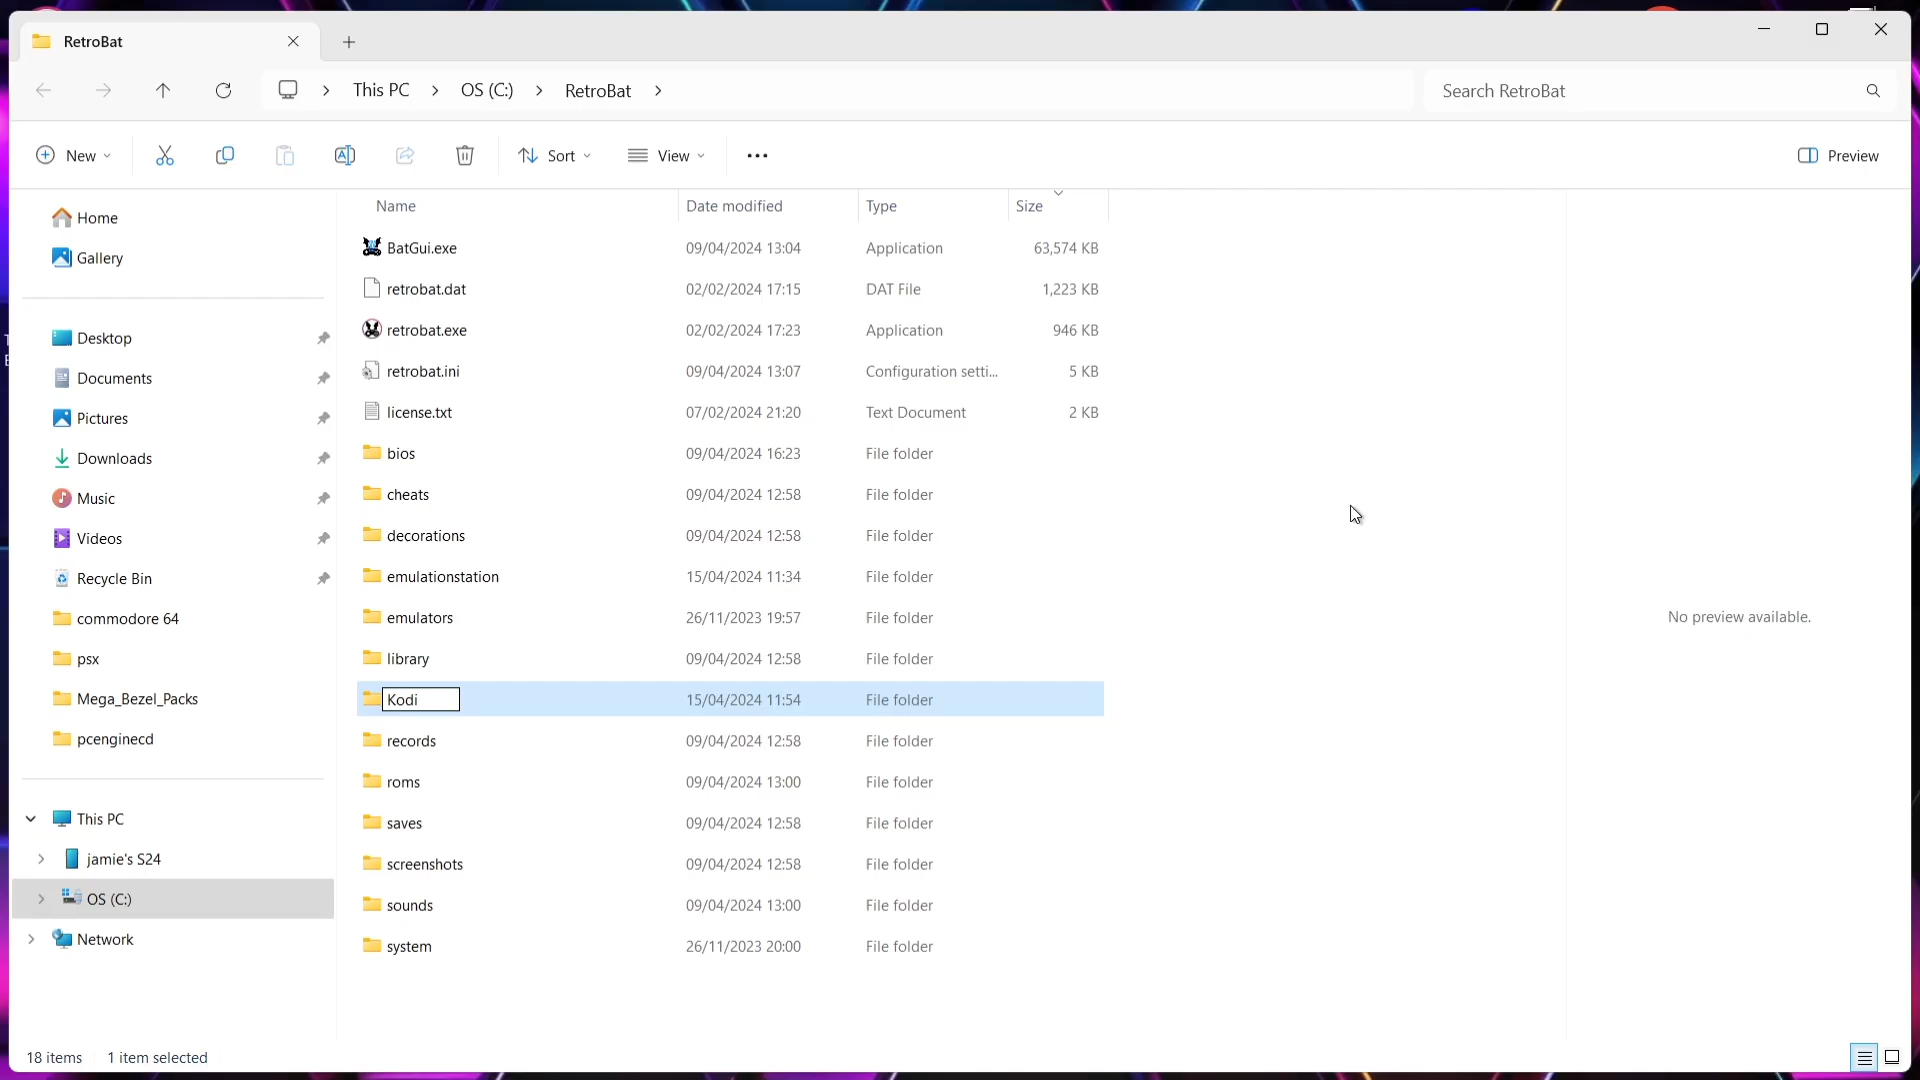 RetroBat
This PC
OS (C:)
RetroBat
Search RetroBat
New
Sort
View
Preview
Name
Date modified
Type
Size
Home
Gallery
Desktop
Documents
Pictures
Downloads
Music
Videos
Recycle Bin
commodore 64
psx
Mega_Bezel_Packs
pcenginecd
This PC
jamie's S24
OS (C:)
Network
BatGui.exe 09/04/2024 13:04 Application 63,574 KB
retrobat.dat 02/02/2024 17:15 DAT File 1,223 KB
retrobat.exe 02/02/2024 17:23 Application 946 KB
retrobat.ini 09/04/2024 13:07 Configuration setti... 5 KB
license.txt 07/02/2024 21:20 Text Document 2 KB
bios 09/04/2024 16:23 File folder
cheats 09/04/2024 12:58 File folder
decorations 09/04/2024 12:58 File folder
emulationstation 15/04/2024 11:34 File folder
emulators 26/11/2023 19:57 File folder
library 09/04/2024 12:58 File folder
Kodi 15/04/2024 11:54 File folder
records 09/04/2024 12:58 File folder
roms 09/04/2024 13:00 File folder
saves 09/04/2024 12:58 File folder
screenshots 09/04/2024 12:58 File folder
sounds 09/04/2024 13:00 File folder
system 26/11/2023 20:00 File folder
No preview available.
18 items
1 item selected